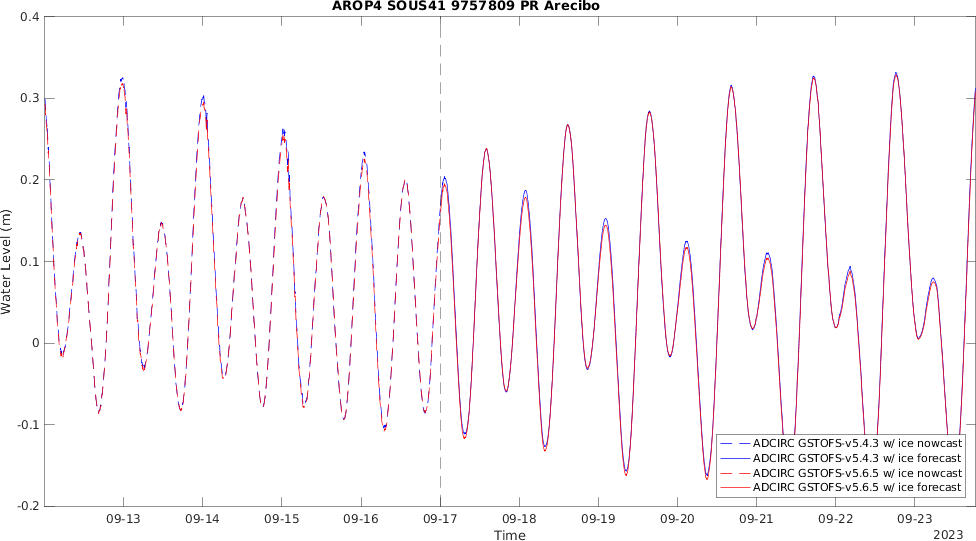 AROP4 SOUS41 9757809 PR Arecibo
Water Level (m)
0.4
0.3
0.2
0.1
0
-0.1
-0.2
ADCIRC GSTOFS-v5.4.3 w/ ice nowcast
ADCIRC GSTOFS-v5.4.3 w/ ice forecast
ADCIRC GSTOFS-v5.6.5 w/ ice nowcast
ADCIRC GSTOFS-v5.6.5 w/ ice forecast
09-13 09-14 09-15 09-16 09-17 09-18 09-19 09-20 09-21 09-22 09-23
Time
2023